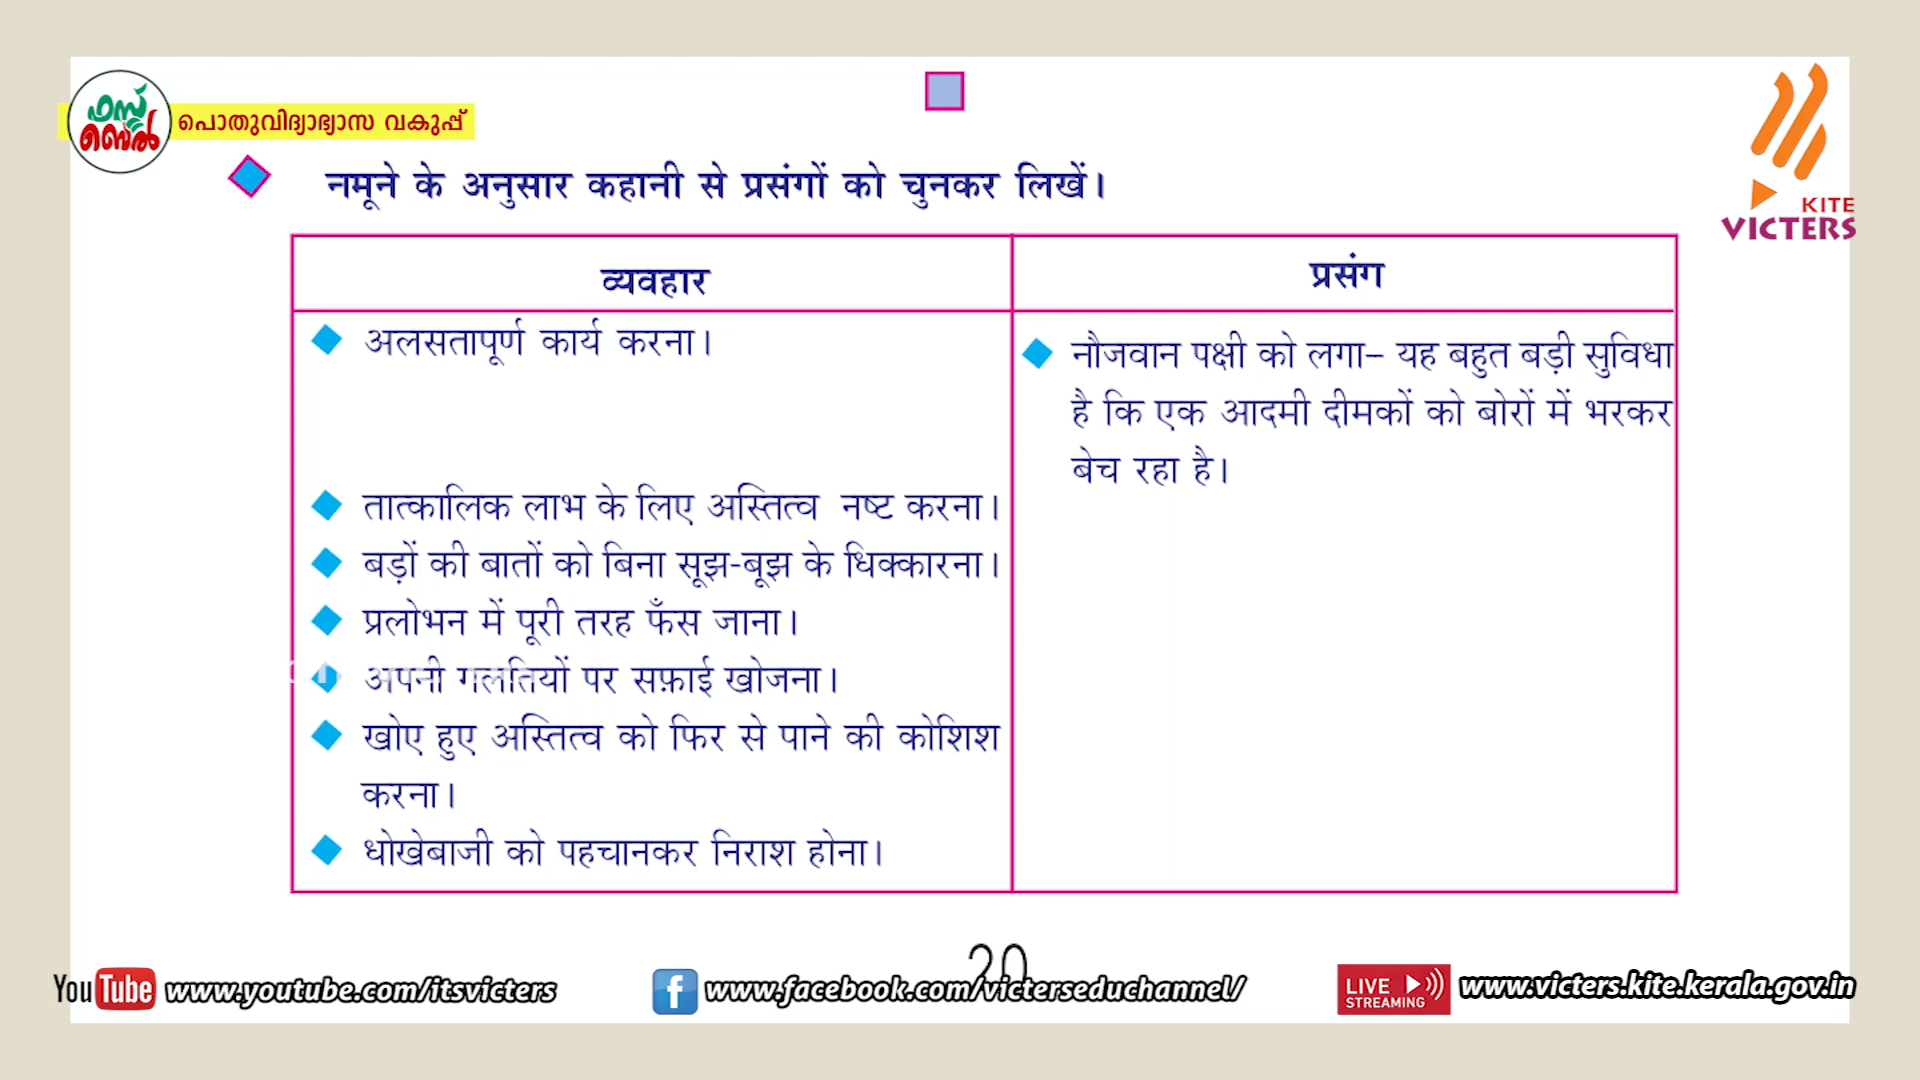 ഫസ്റ്റ്
ബെൽ
പൊതുവിദ്യാഭ്യാസ വകുപ്പ്
KITE
VICTERS
नमूने के अनुसार कहानी से प्रसंगों को चुनकर लिखें।
व्यवहार
प्रसंग
अलसतापूर्ण कार्य करना।
नौजवान पक्षी को लगा– यह बहुत बड़ी सुविधा
है कि एक आदमी दीमकों को बोरों में भरकर
बेच रहा है।
तात्कालिक लाभ के लिए अस्तित्व नष्ट करना।
बड़ों की बातों को बिना सूझ-बूझ के धिक्कारना।
प्रलोभन में पूरी तरह फँस जाना।
अपनी गलतियों पर सफ़ाई खोजना।
खोए हुए अस्तित्व को फिर से पाने की कोशिश
करना।
धोखेबाजी को पहचानकर निराश होना।
20
YouTube www.youtube.com/itsvicters
f www.facebook.com/victerseduchannel/
LIVE STREAMING www.victers.kite.kerala.gov.in